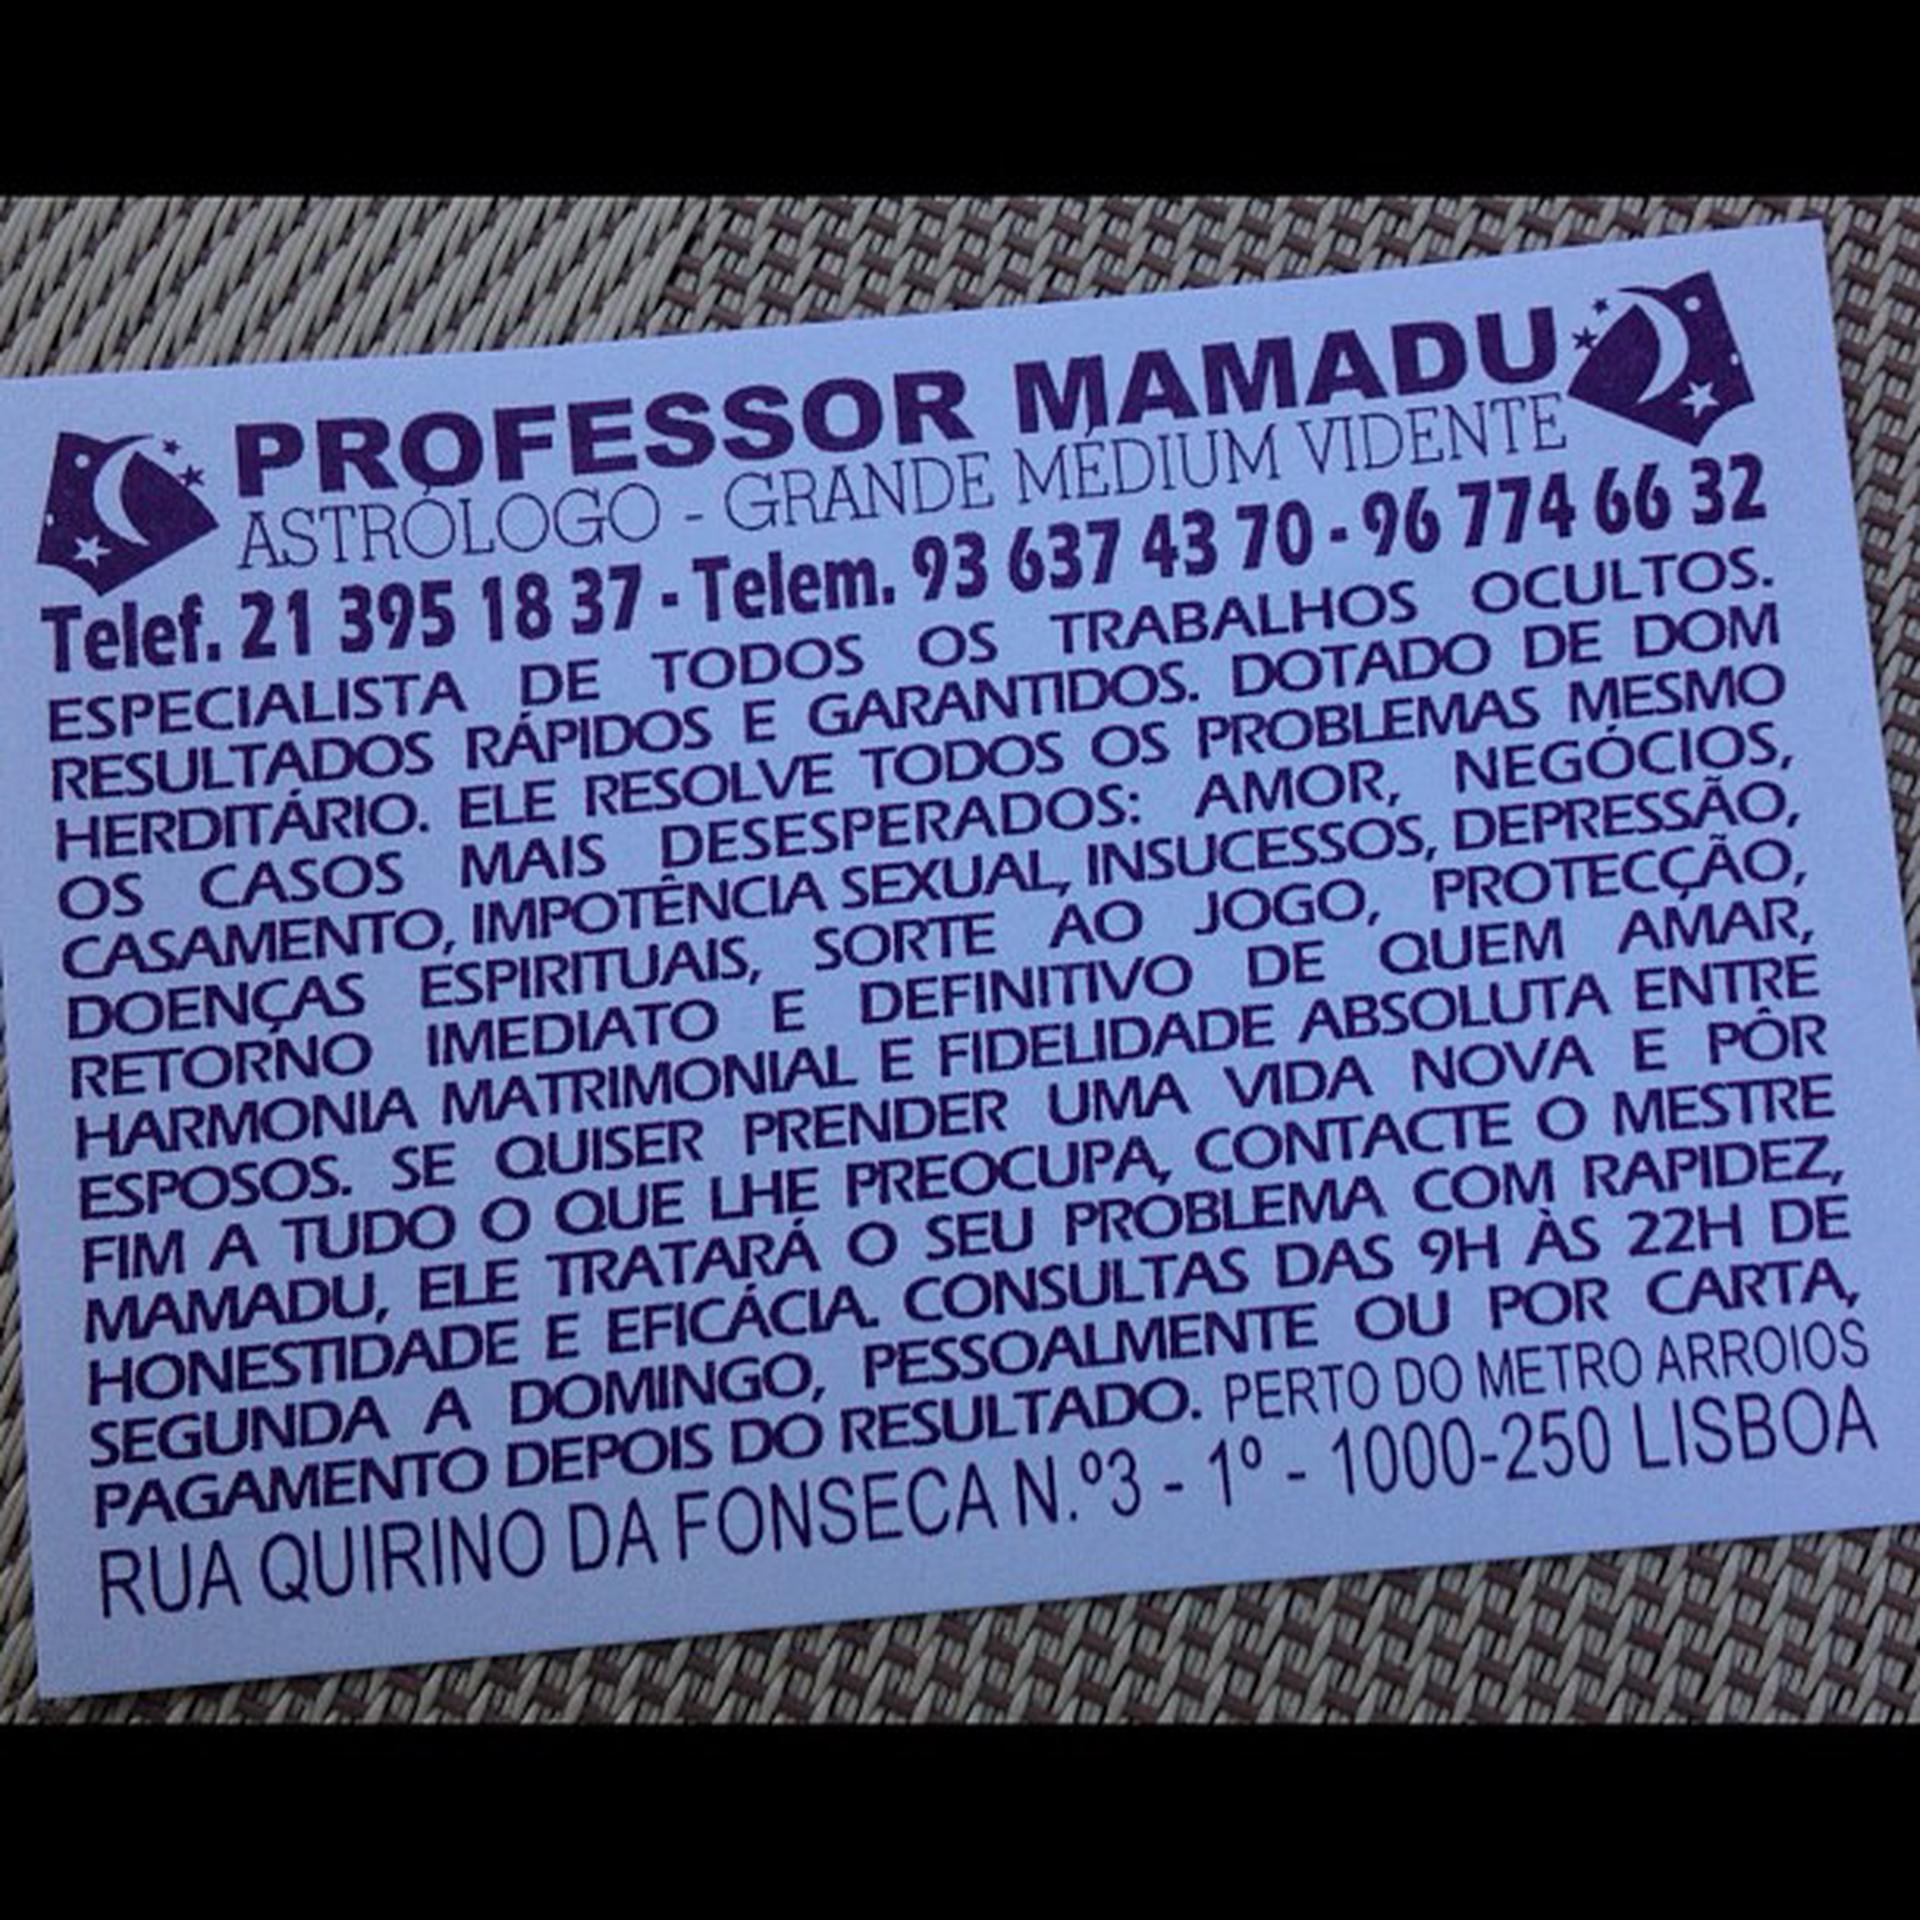 PROFESSOR MAMADU
ASTRÓLOGO - GRANDE MÉDIUM VIDENTE
Telef. 21 395 18 37 - Telem. 93 637 43 70 - 96 774 66 32
ESPECIALISTA DE TODOS OS TRABALHOS OCULTOS.
RESULTADOS RÁPIDOS E GARANTIDOS. DOTADO DE DOM
HERDITÁRIO. ELE RESOLVE TODOS OS PROBLEMAS MESMO
OS CASOS MAIS DESESPERADOS: AMOR, NEGÓCIOS,
CASAMENTO, IMPOTÊNCIA SEXUAL, INSUCESSOS, DEPRESSÃO,
DOENÇAS ESPIRITUAIS, SORTE AO JOGO, PROTECÇÃO,
RETORNO IMEDIATO E DEFINITIVO DE QUEM AMAR,
HARMONIA MATRIMONIAL E FIDELIDADE ABSOLUTA ENTRE
ESPOSOS. SE QUISER PRENDER UMA VIDA NOVA E PÔR
FIM A TUDO O QUE LHE PREOCUPA, CONTACTE O MESTRE
MAMADU, ELE TRATARÁ O SEU PROBLEMA COM RAPIDEZ,
HONESTIDADE E EFICÁCIA. CONSULTAS DAS 9H ÀS 22H DE
SEGUNDA A DOMINGO, PESSOALMENTE OU POR CARTA,
PAGAMENTO DEPOIS DO RESULTADO. PERTO DO METRO ARROIOS
RUA QUIRINO DA FONSECA N.º3 - 1º - 1000-250 LISBOA